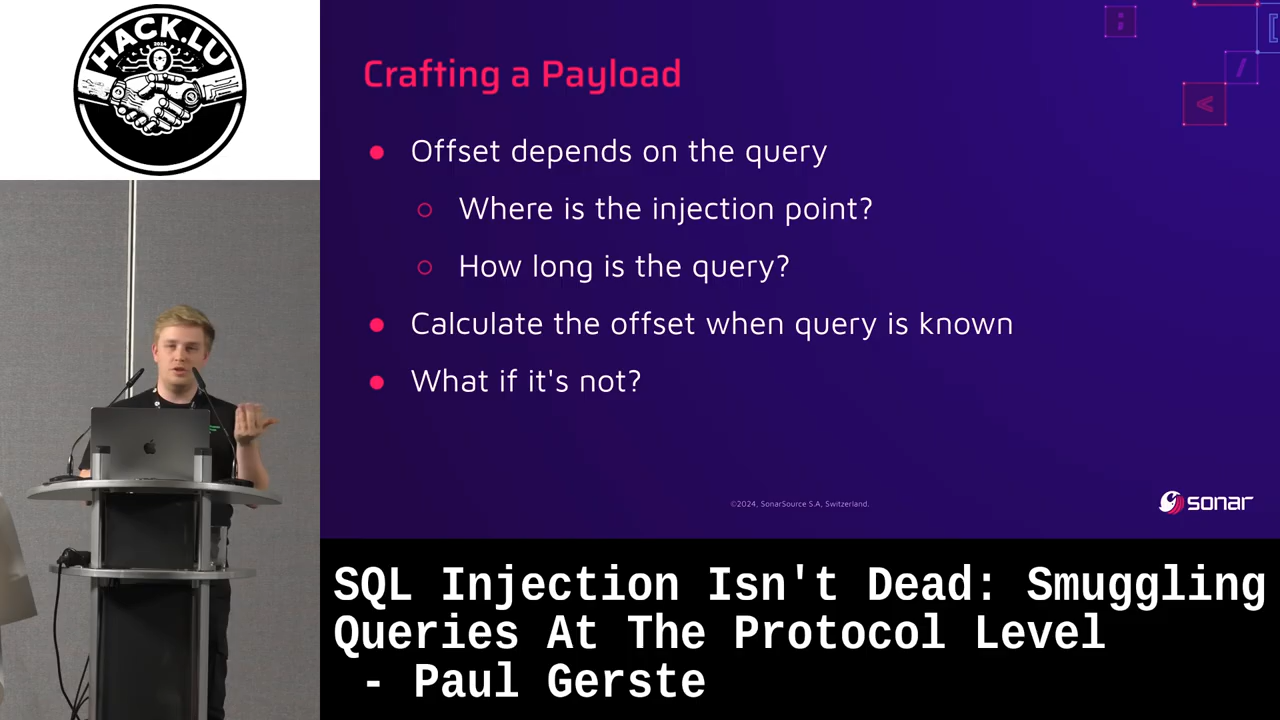 HACK.LU
2024
Crafting a Payload
Offset depends on the query
Where is the injection point?
How long is the query?
Calculate the offset when query is known
What if it's not?
©2024, SonarSource S.A, Switzerland.
sonar
SQL Injection Isn't Dead: Smuggling
Queries At The Protocol Level
- Paul Gerste
; / < [